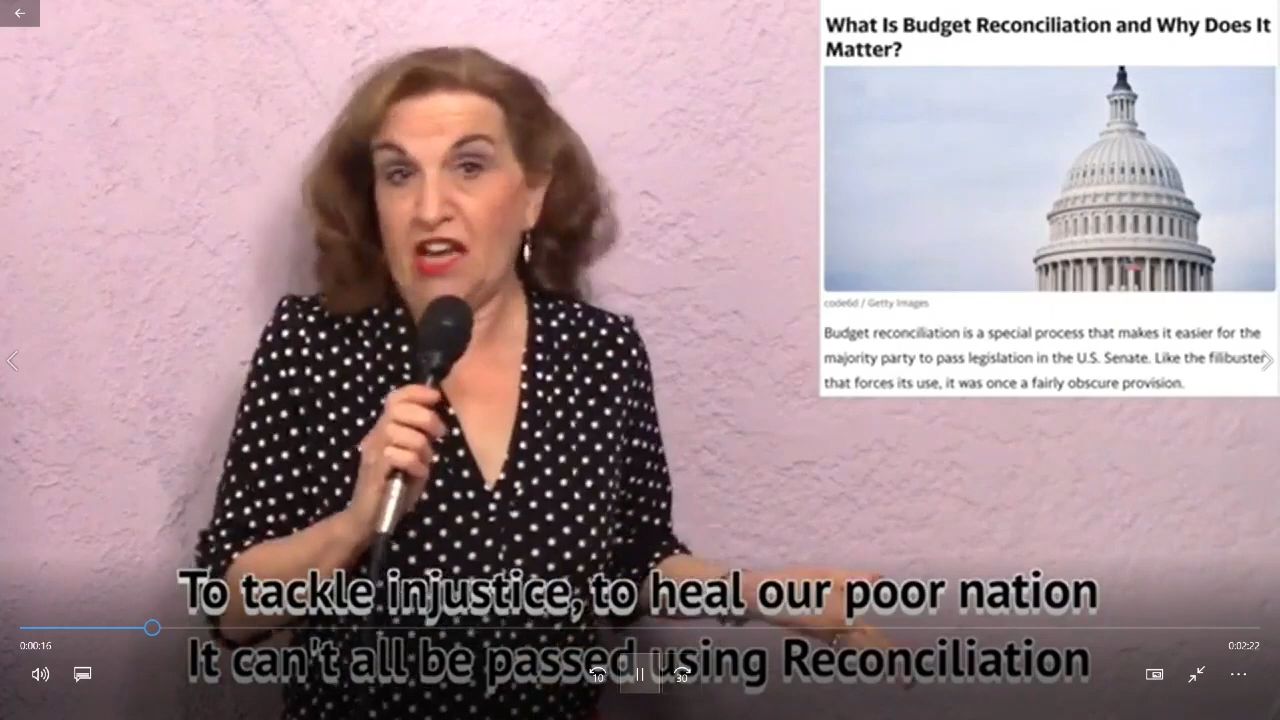 What Is Budget Reconciliation and Why Does It
Matter?
code6d / Getty Images
Budget reconciliation is a special process that makes it easier for the
majority party to pass legislation in the U.S. Senate. Like the filibuster
that forces its use, it was once a fairly obscure provision.
To tackle injustice, to heal our poor nation
0:00:16
0:02:22
It can't all be passed using Reconciliation
10
30